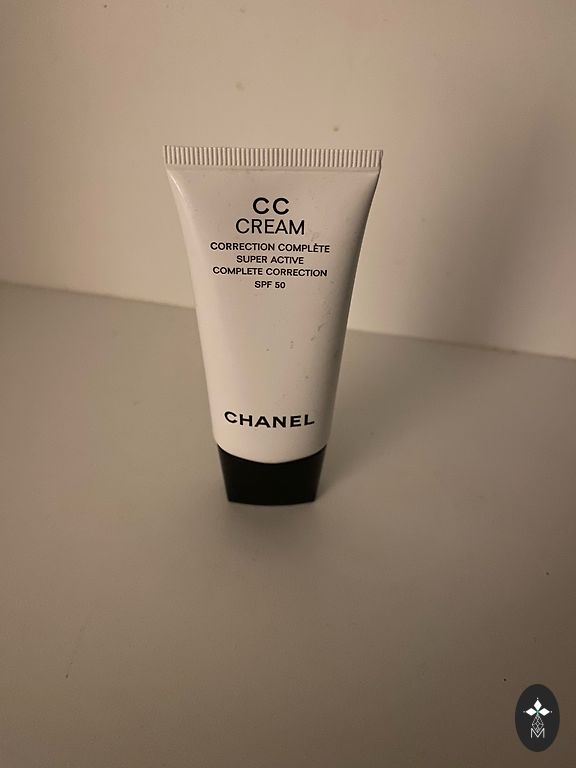 CC
CREAM
CORRECTION COMPLÈTE
SUPER ACTIVE
COMPLETE CORRECTION
SPF 50
CHANEL
M